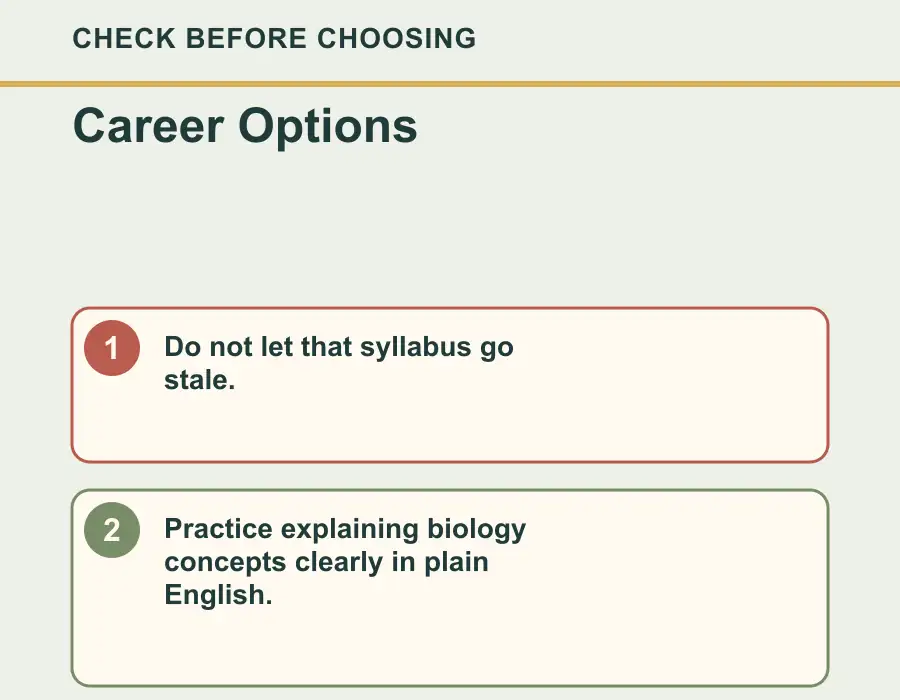 CHECK BEFORE CHOOSING
Career Options
1
Do not let that syllabus go
stale.
2
Practice explaining biology
concepts clearly in plain
English.